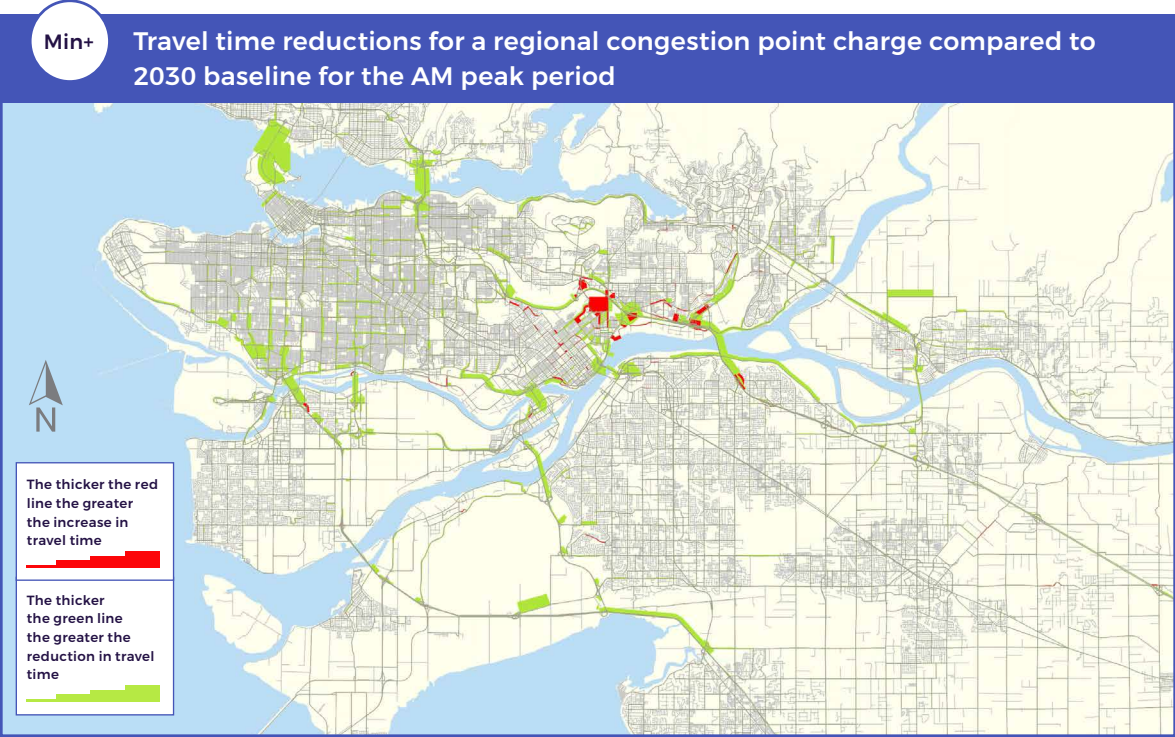 Min+
Travel time reductions for a regional congestion point charge compared to
2030 baseline for the AM peak period
N
The thicker the red
line the greater
the increase in
travel time
The thicker
the green line
the greater the
reduction in travel
time